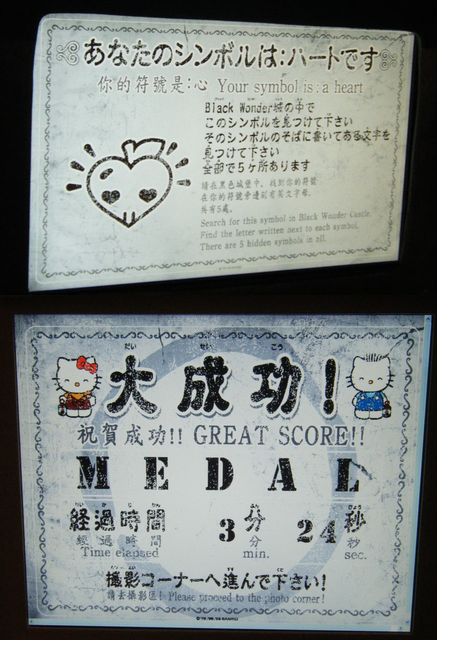 あなたのシンボルは:ハートです
你的符號是:心 Your symbol is:a heart
Black Wonder城の中で
このシンボルを見つけて下さい
そのシンボルのそばに書いてある文字を
見つけて下さい
全部で5ヶ所あります
請在黑色城堡中、找到你的符號
在你的符號旁邊刻有英文字母。
共有5處。
Search for this symbol in Black Wonder Castle.
Find the letter written next to each symbol.
There are 5 hidden symbols in all.
だい せい こう
大成功!
祝賀成功!! GREAT SCORE!!
MEDAL
経過時間 3分 24秒
經過時間 分 秒
Time elapsed min. sec.
撮影コーナーへ進んで下さい!
請去攝影區! Please proceed to the photo corner!